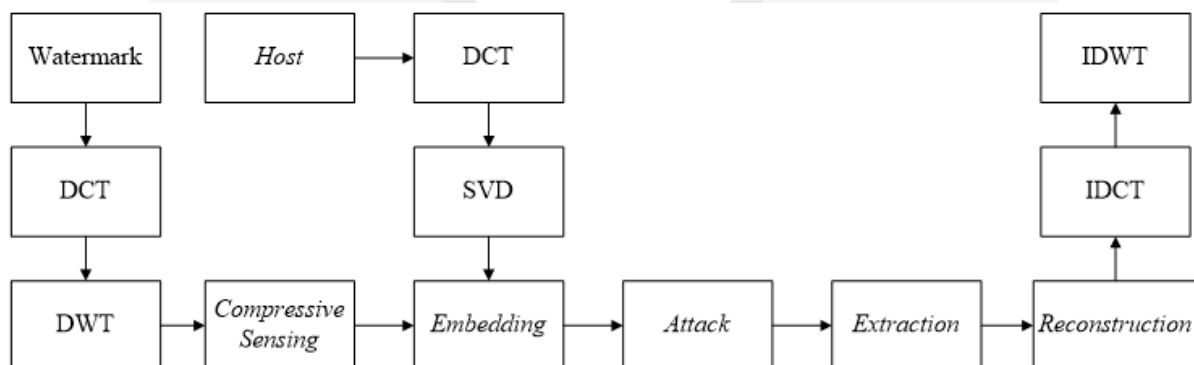 Watermark
Host
DCT
IDWT
DCT
SVD
IDCT
DWT
Compressive
Sensing
Embedding
Attack
Extraction
Reconstruction